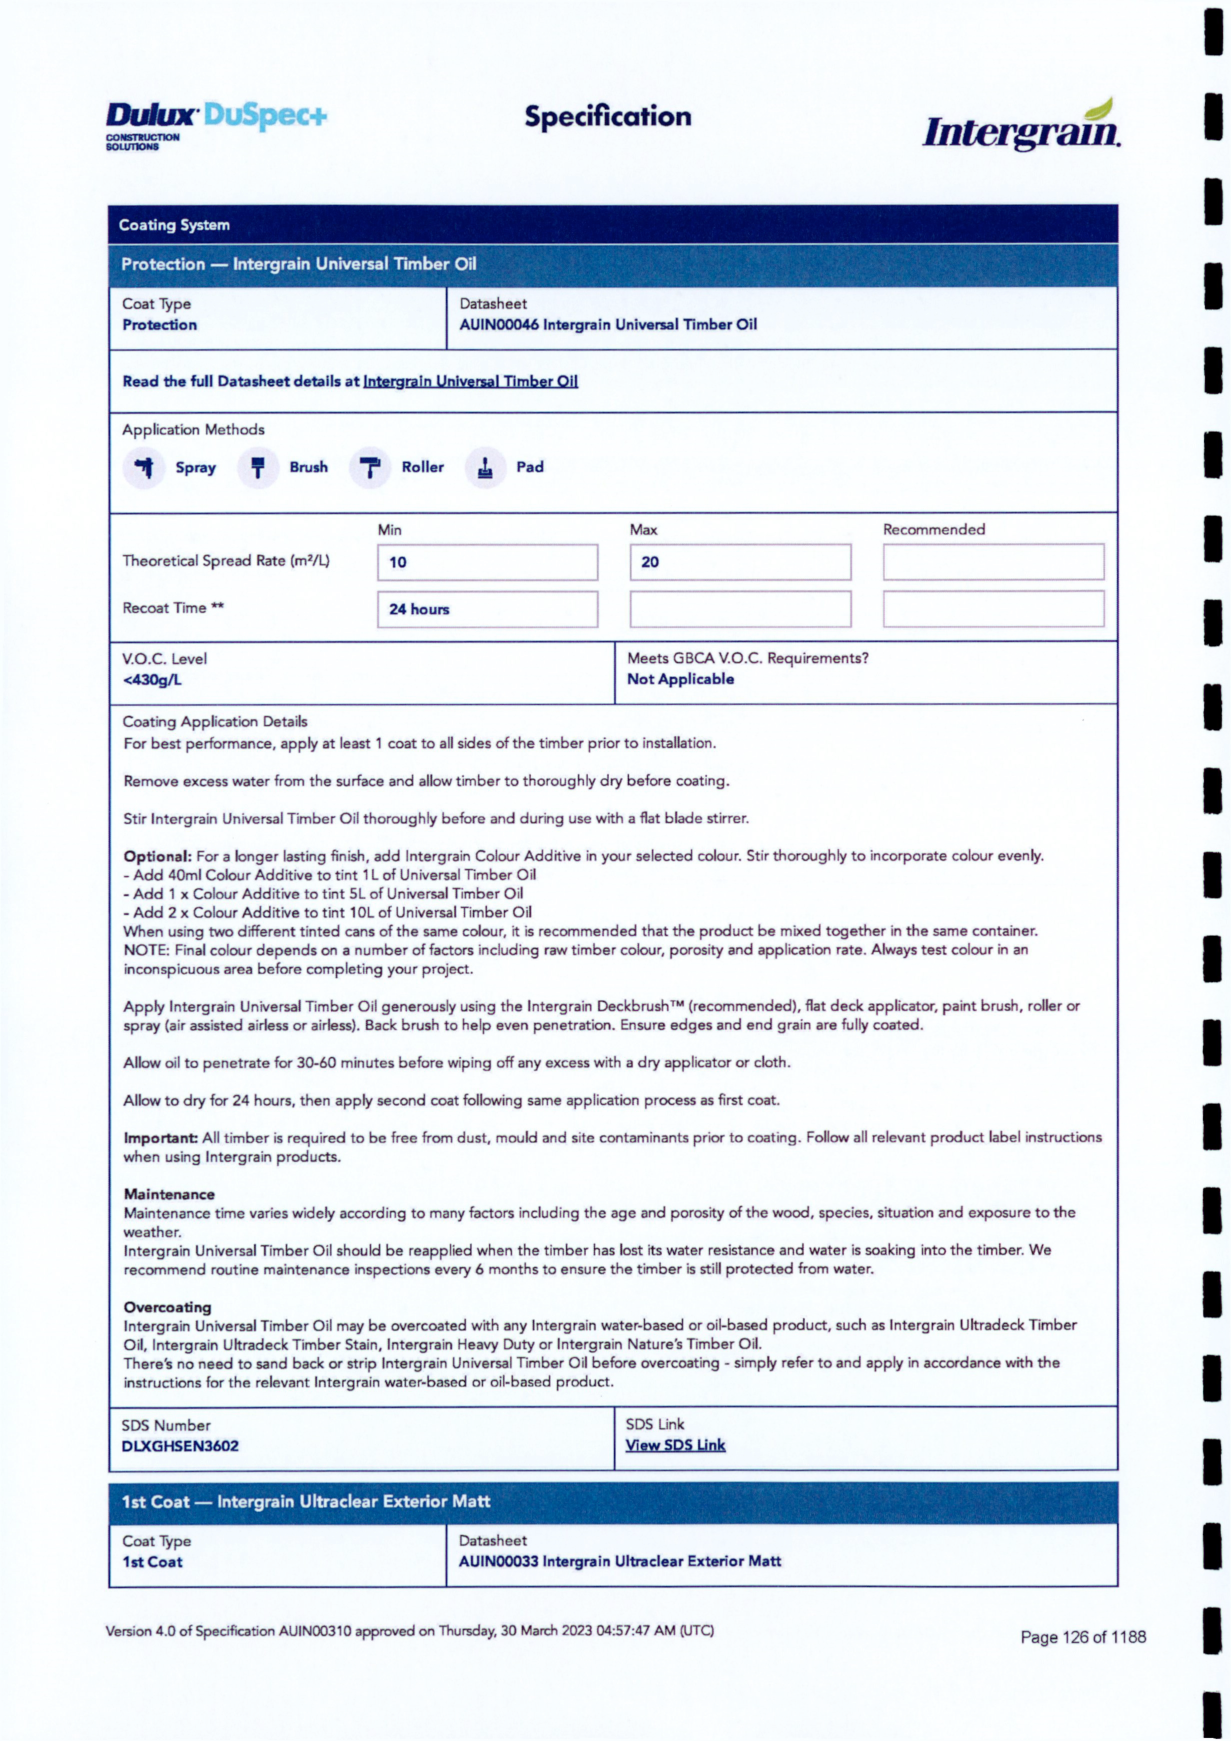 Dulux DuSpec+
CONSTRUCTION
SOLUTIONS
Specification
Intergrain.
Coating System
Protection — Intergrain Universal Timber Oil
Coat Type
Protection
Datasheet
AUIN00046 Intergrain Universal Timber Oil
Read the full Datasheet details at Intergrain Universal Timber Oil
Application Methods
Spray Brush Roller Pad
Min Max Recommended
Theoretical Spread Rate (m²/L) 10 20
Recoat Time ** 24 hours
V.O.C. Level
<430g/L
Meets GBCA V.O.C. Requirements?
Not Applicable
Coating Application Details
For best performance, apply at least 1 coat to all sides of the timber prior to installation.
Remove excess water from the surface and allow timber to thoroughly dry before coating.
Stir Intergrain Universal Timber Oil thoroughly before and during use with a flat blade stirrer.
Optional: For a longer lasting finish, add Intergrain Colour Additive in your selected colour. Stir thoroughly to incorporate colour evenly.
- Add 40ml Colour Additive to tint 1L of Universal Timber Oil
- Add 1 x Colour Additive to tint 5L of Universal Timber Oil
- Add 2 x Colour Additive to tint 10L of Universal Timber Oil
When using two different tinted cans of the same colour, it is recommended that the product be mixed together in the same container.
NOTE: Final colour depends on a number of factors including raw timber colour, porosity and application rate. Always test colour in an
inconspicuous area before completing your project.
Apply Intergrain Universal Timber Oil generously using the Intergrain Deckbrush™ (recommended), flat deck applicator, paint brush, roller or
spray (air assisted airless or airless). Back brush to help even penetration. Ensure edges and end grain are fully coated.
Allow oil to penetrate for 30-60 minutes before wiping off any excess with a dry applicator or cloth.
Allow to dry for 24 hours, then apply second coat following same application process as first coat.
Important: All timber is required to be free from dust, mould and site contaminants prior to coating. Follow all relevant product label instructions
when using Intergrain products.
Maintenance
Maintenance time varies widely according to many factors including the age and porosity of the wood, species, situation and exposure to the
weather.
Intergrain Universal Timber Oil should be reapplied when the timber has lost its water resistance and water is soaking into the timber. We
recommend routine maintenance inspections every 6 months to ensure the timber is still protected from water.
Overcoating
Intergrain Universal Timber Oil may be overcoated with any Intergrain water-based or oil-based product, such as Intergrain Ultradeck Timber
Oil, Intergrain Ultradeck Timber Stain, Intergrain Heavy Duty or Intergrain Nature's Timber Oil.
There's no need to sand back or strip Intergrain Universal Timber Oil before overcoating - simply refer to and apply in accordance with the
instructions for the relevant Intergrain water-based or oil-based product.
SDS Number
DLXGHSEN3602
SDS Link
View SDS Link
1st Coat — Intergrain Ultraclear Exterior Matt
Coat Type
1st Coat
Datasheet
AUIN00033 Intergrain Ultraclear Exterior Matt
Version 4.0 of Specification AUIN00310 approved on Thursday, 30 March 2023 04:57:47 AM (UTC)
Page 126 of 1188